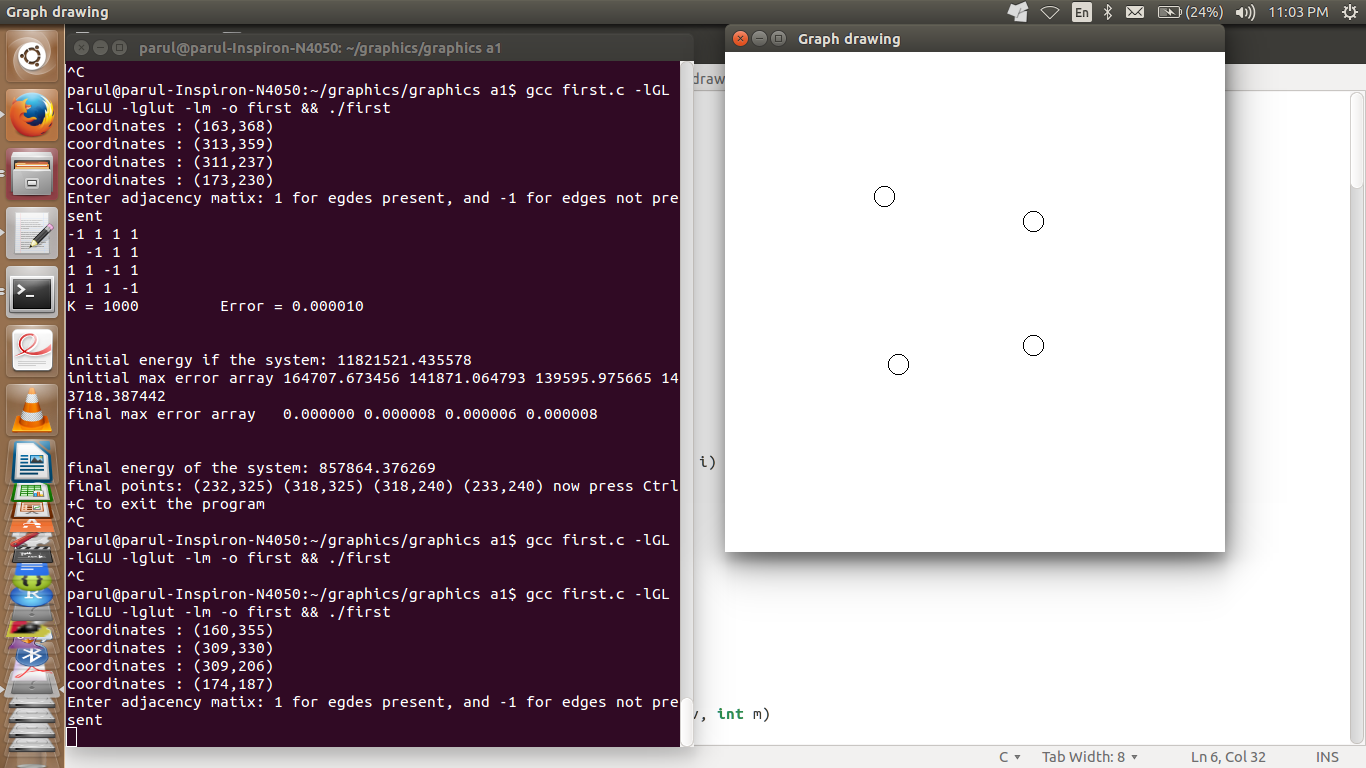 Graph drawing
En
(24%)
11:03 PM
parul@parul-Inspiron-N4050: ~/graphics/graphics a1
^C
parul@parul-Inspiron-N4050:~/graphics/graphics a1$ gcc first.c -lGL
-lGLU -lglut -lm -o first && ./first
coordinates : (163,368)
coordinates : (313,359)
coordinates : (311,237)
coordinates : (173,230)
Enter adjacency matix: 1 for egdes present, and -1 for edges not pre
sent
-1 1 1 1
1 -1 1 1
1 1 -1 1
1 1 1 -1
K = 1000 Error = 0.000010
initial energy if the system: 11821521.435578
initial max error array 164707.673456 141871.064793 139595.975665 14
3718.387442
final max error array 0.000000 0.000008 0.000006 0.000008
final energy of the system: 857864.376269
final points: (232,325) (318,325) (318,240) (233,240) now press Ctrl
+C to exit the program
^C
parul@parul-Inspiron-N4050:~/graphics/graphics a1$ gcc first.c -lGL
-lGLU -lglut -lm -o first && ./first
^C
parul@parul-Inspiron-N4050:~/graphics/graphics a1$ gcc first.c -lGL
-lGLU -lglut -lm -o first && ./first
coordinates : (160,355)
coordinates : (309,330)
coordinates : (309,206)
coordinates : (174,187)
Enter adjacency matix: 1 for egdes present, and -1 for edges not pre
sent
Graph drawing
draw
i)
, int m)
C
Tab Width: 8
Ln 6, Col 32
INS